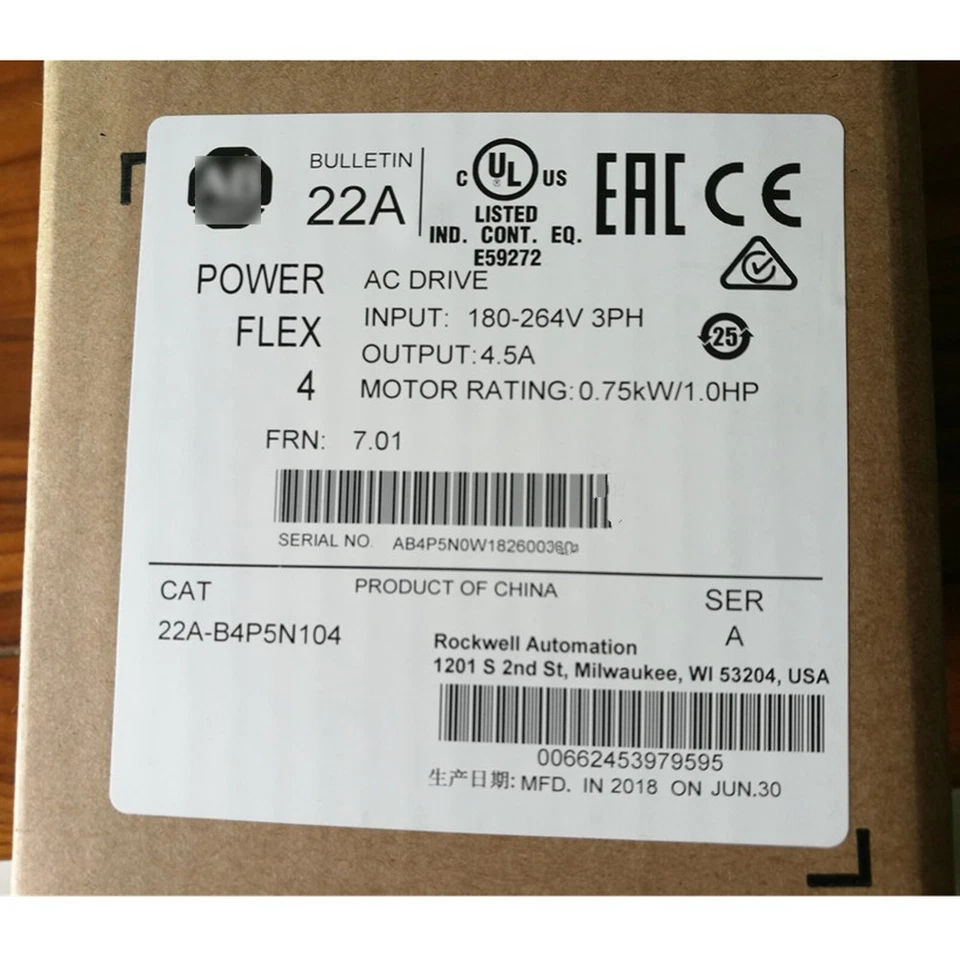 BULLETIN
22A
C UL US
LISTED
IND. CONT. EQ.
E59272
EAC CE
POWER
FLEX
4
AC DRIVE
INPUT: 180-264V 3PH
OUTPUT: 4.5A
MOTOR RATING: 0.75kW/1.0HP
25
FRN: 7.01
SERIAL NO.
PRODUCT OF CHINA
CAT
22A-B4P5N104
SER
A
Rockwell Automation
1201 S 2nd St, Milwaukee, WI 53204, USA
00662453979595
生产日期: MFD. IN 2018 ON JUN.30